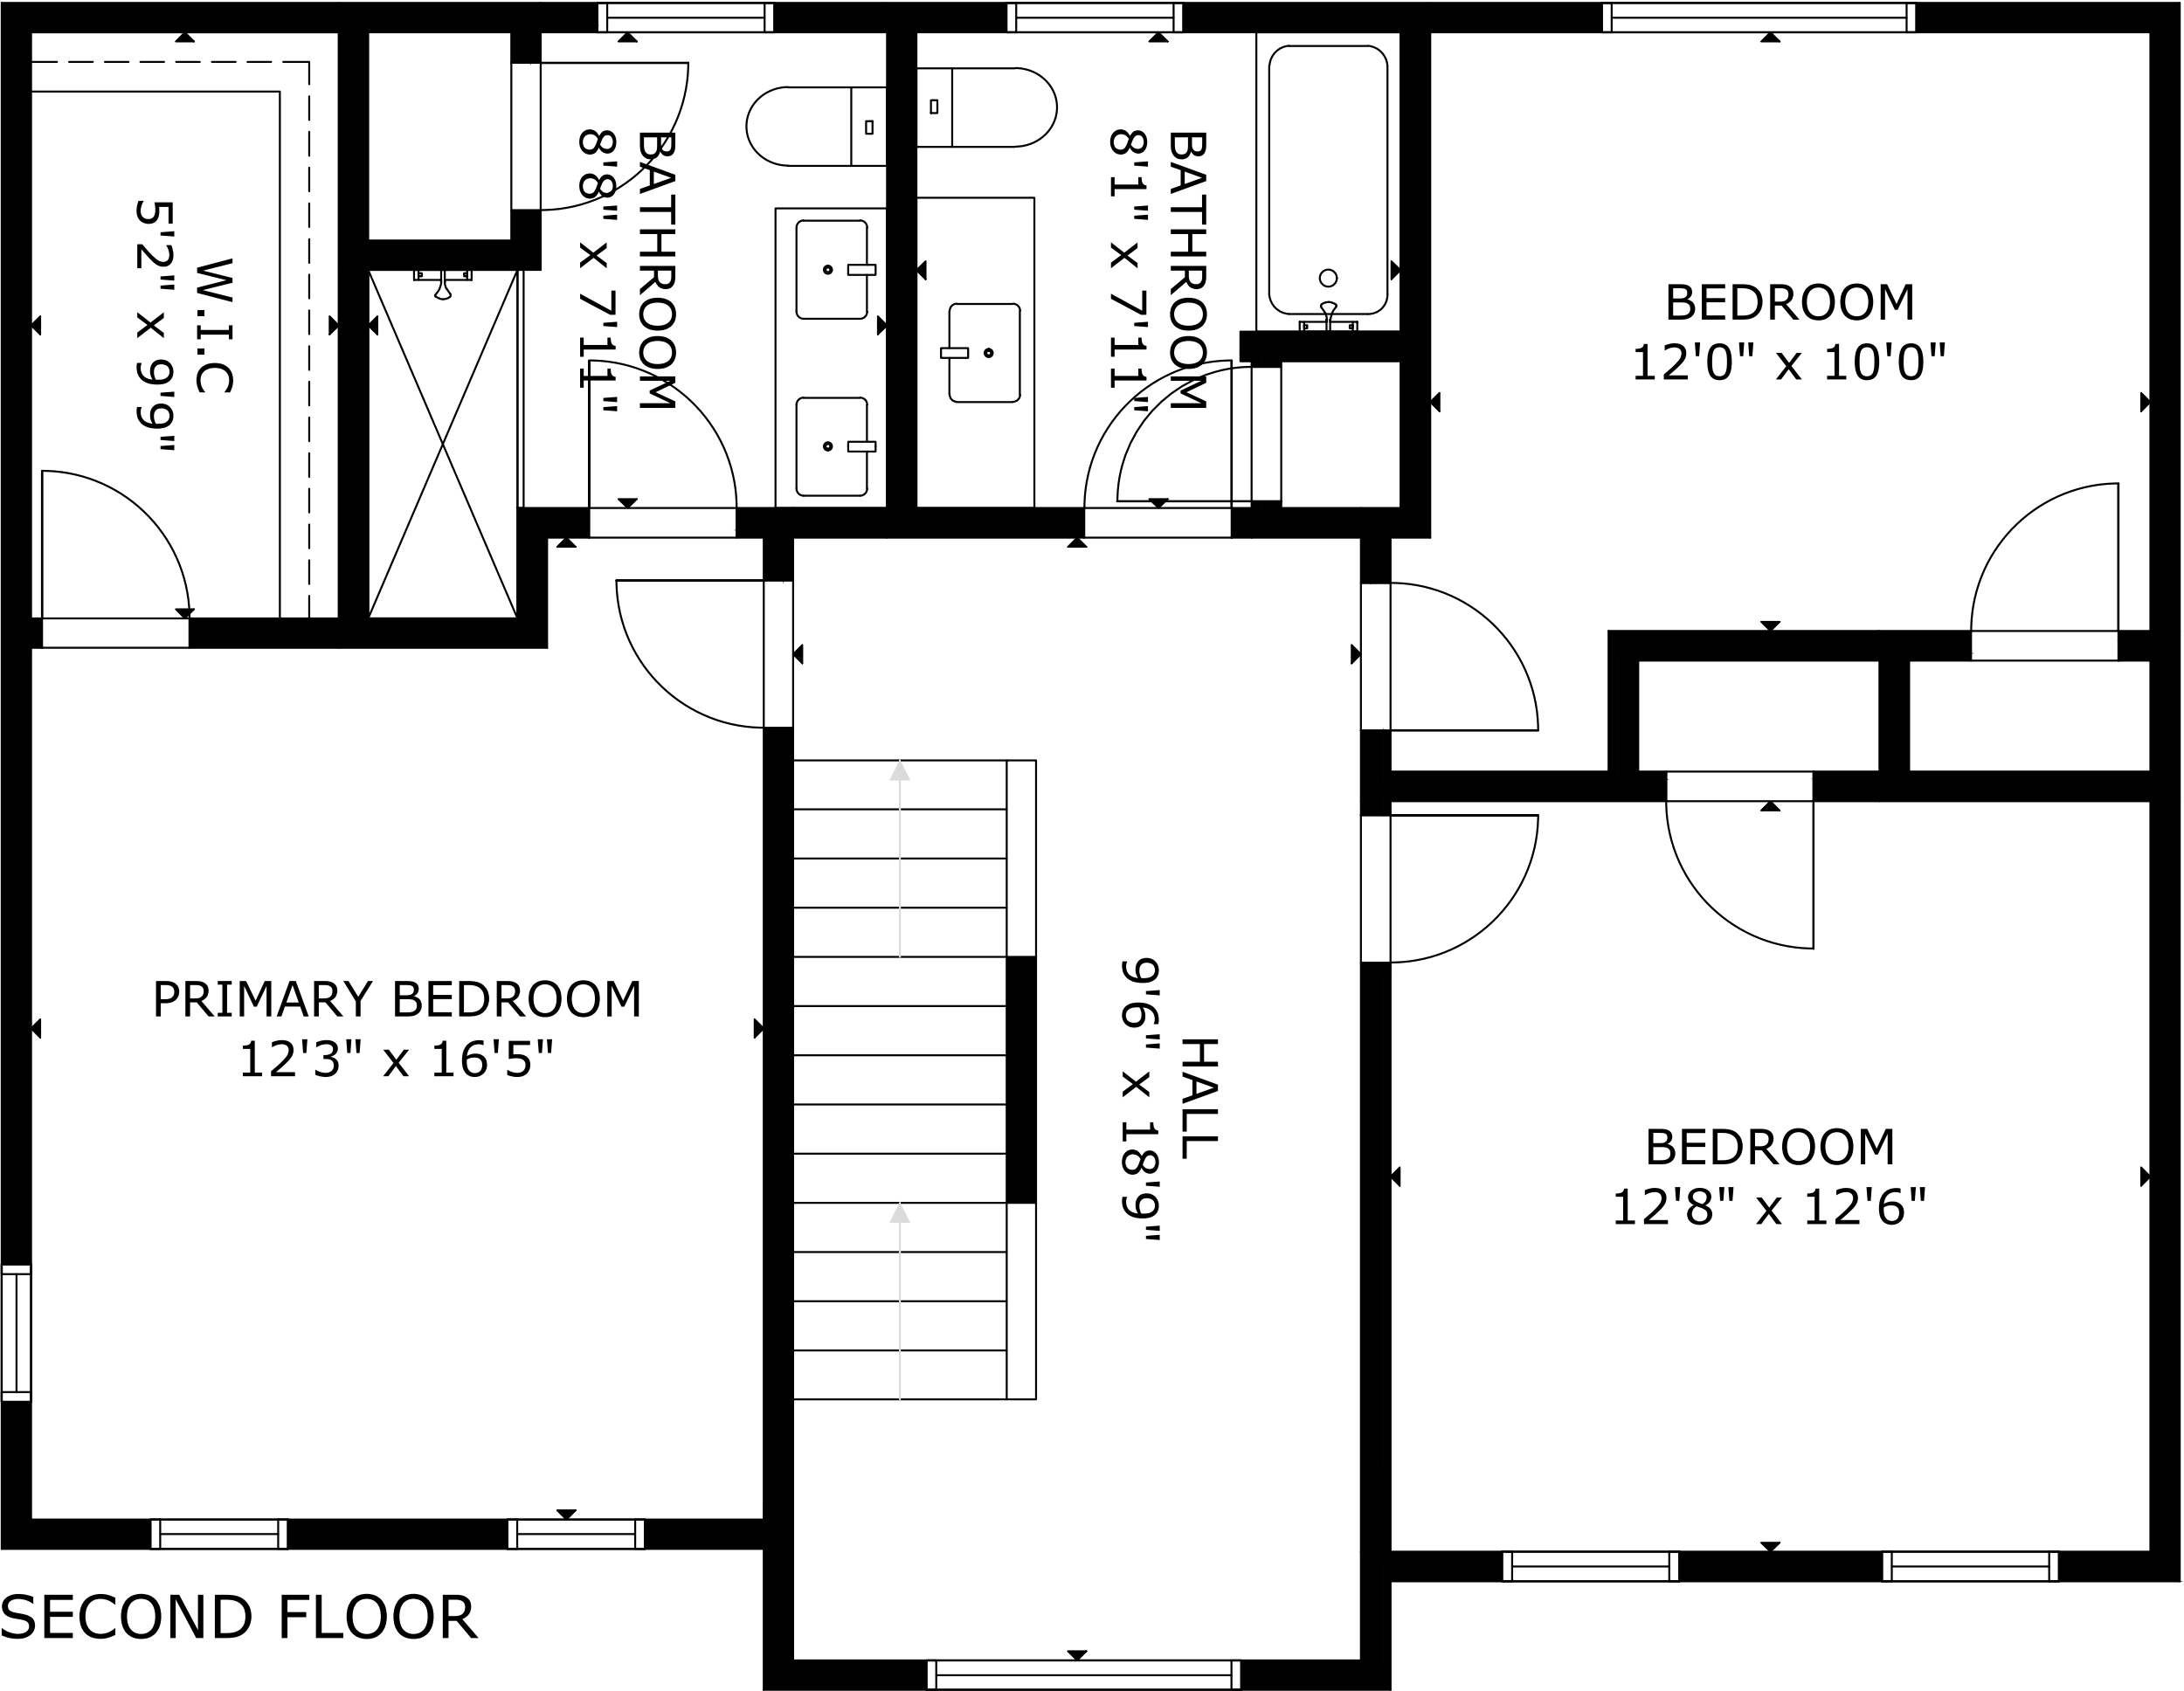 W.I.C
5'2" x 9'9"
BATHROOM
8'8" x 7'11"
BATHROOM
8'1" x 7'11"
BEDROOM
12'0" x 10'0"
PRIMARY BEDROOM
12'3" x 16'5"
HALL
9'6" x 18'9"
BEDROOM
12'8" x 12'6"
SECOND FLOOR